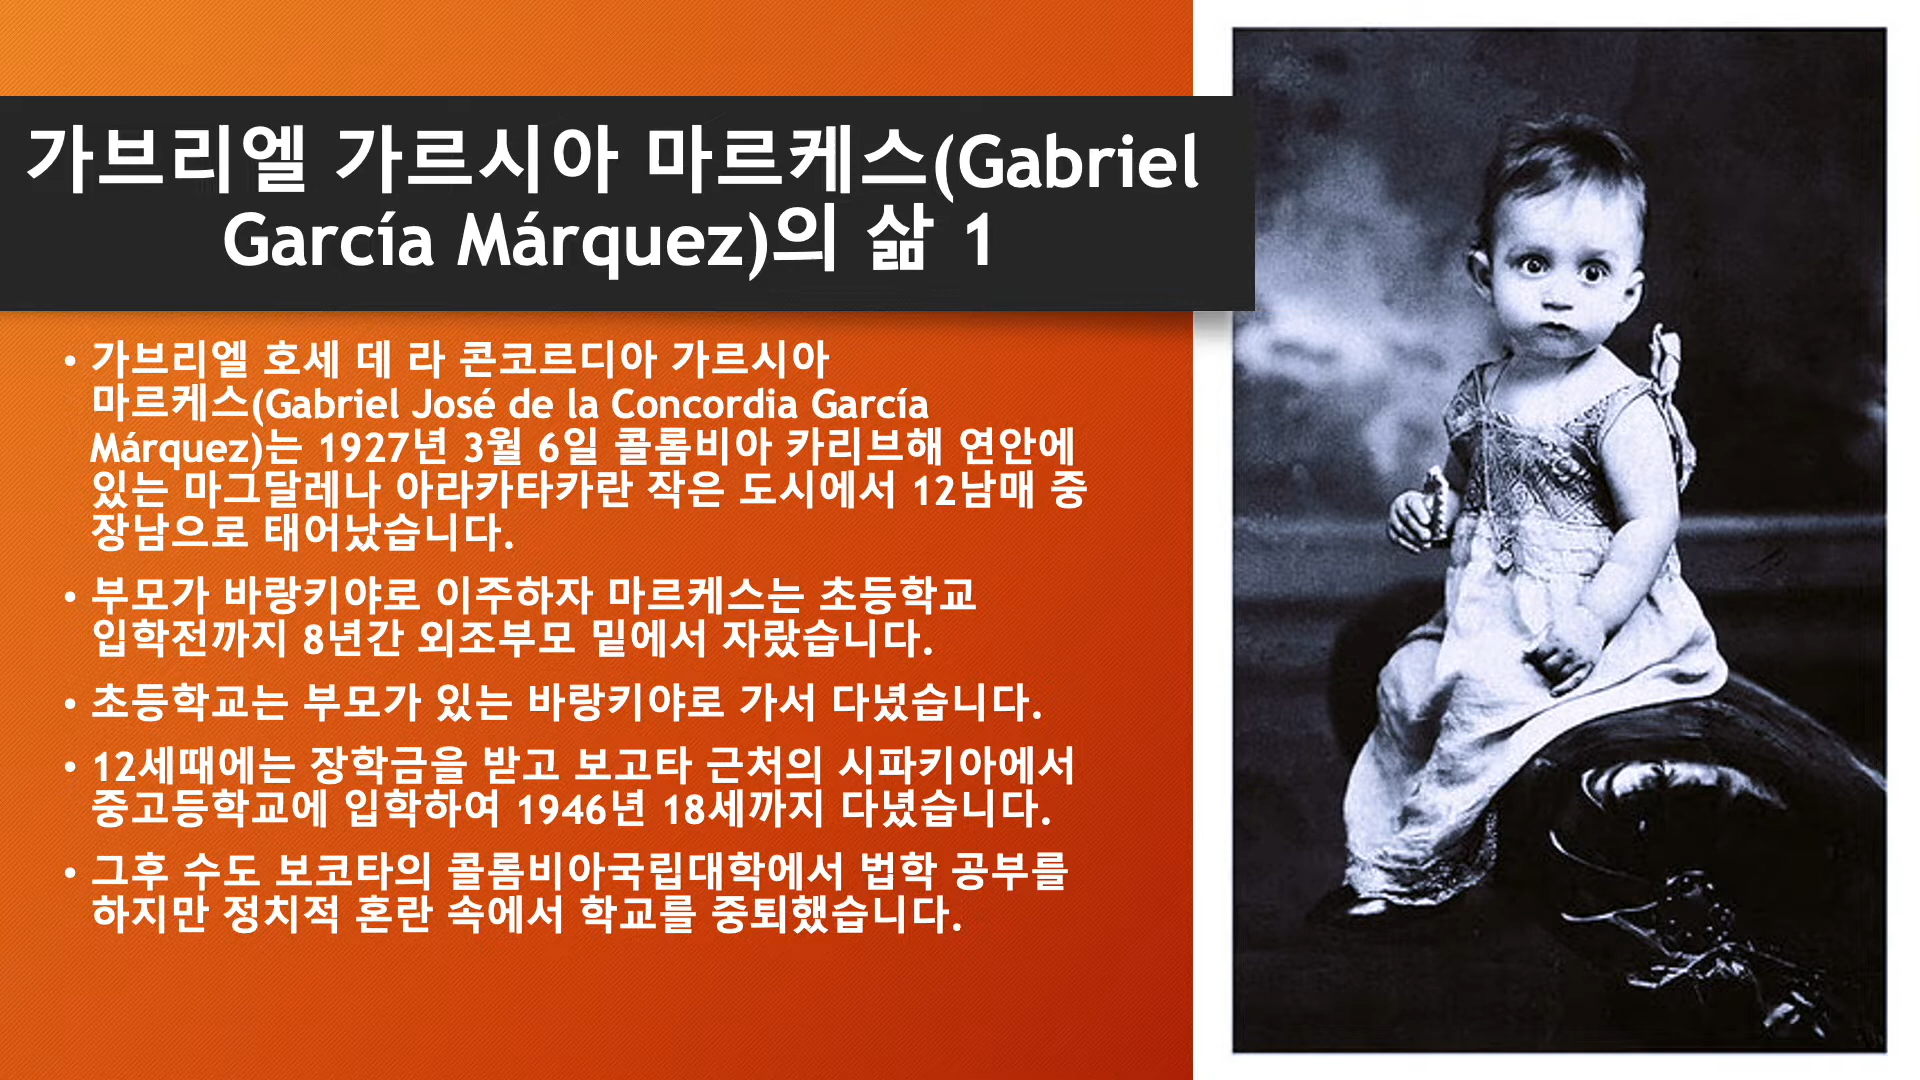 가브리엘 가르시아 마르케스(Gabriel
García Márquez)의 삶 1
• 가브리엘 호세 데 라 콘코르디아 가르시아
마르케스(Gabriel José de la Concordia García
Márquez)는 1927년 3월 6일 콜롬비아 카리브해 연안에
있는 마그달레나 아라카타카란 작은 도시에서 12남매 중
장남으로 태어났습니다.
• 부모가 바랑키야로 이주하자 마르케스는 초등학교
입학전까지 8년간 외조부모 밑에서 자랐습니다.
• 초등학교는 부모가 있는 바랑키야로 가서 다녔습니다.
• 12세때에는 장학금을 받고 보고타 근처의 시파키아에서
중고등학교에 입학하여 1946년 18세까지 다녔습니다.
• 그후 수도 보코타의 콜롬비아국립대학에서 법학 공부를
하지만 정치적 혼란 속에서 학교를 중퇴했습니다.